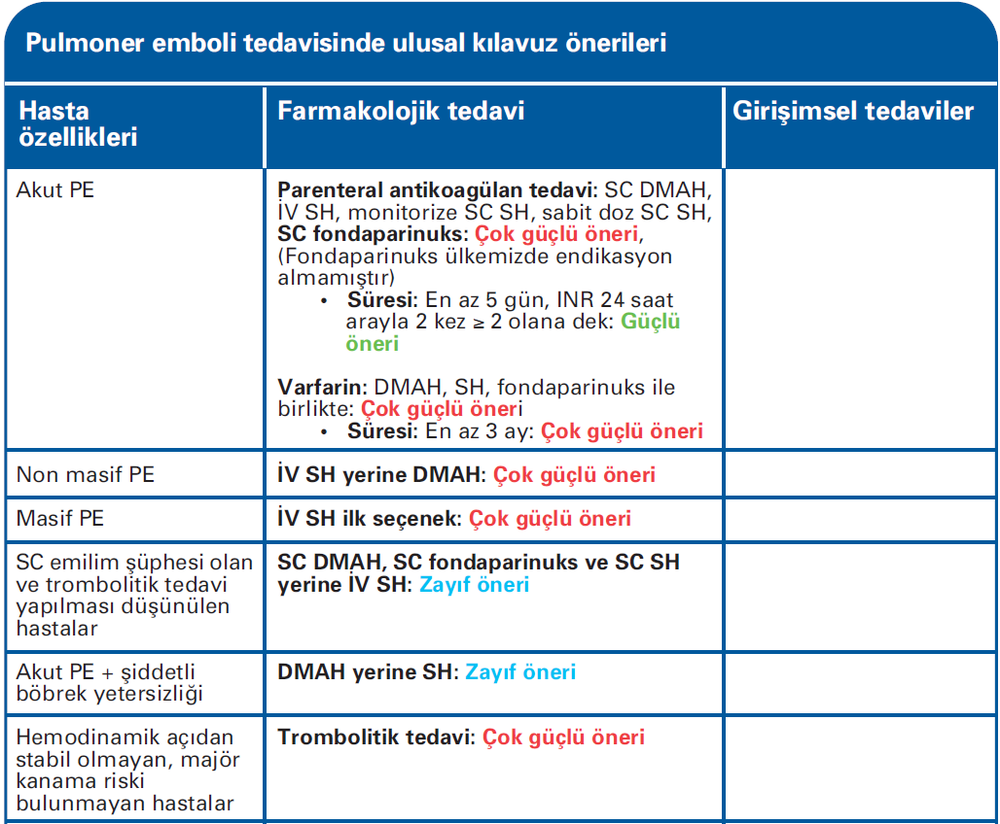 Pulmoner emboli tedavisinde ulusal kılavuz önerileri
Hasta
özellikleri
Farmakolojik tedavi
Girişimsel tedaviler
Akut PE
Parenteral antikoagülan tedavi: SC DMAH,
İV SH, monitorize SC SH, sabit doz SC SH,
SC fondaparinuks: Çok güçlü öneri,
(Fondaparinuks ülkemizde endikasyon
almamıştır)
• Süresi: En az 5 gün, INR 24 saat
arayla 2 kez ≥ 2 olana dek: Güçlü
öneri
Varfarin: DMAH, SH, fondaparinuks ile
birlikte: Çok güçlü öneri
• Süresi: En az 3 ay: Çok güçlü öneri
Non masif PE
İV SH yerine DMAH: Çok güçlü öneri
Masif PE
İV SH ilk seçenek: Çok güçlü öneri
SC emilim şüphesi olan
ve trombolitik tedavi
yapılması düşünülen
hastalar
SC DMAH, SC fondaparinuks ve SC SH
yerine İV SH: Zayıf öneri
Akut PE + şiddetli
böbrek yetersizliği
DMAH yerine SH: Zayıf öneri
Hemodinamik açıdan
stabil olmayan, majör
kanama riski
bulunmayan hastalar
Trombolitik tedavi: Çok güçlü öneri